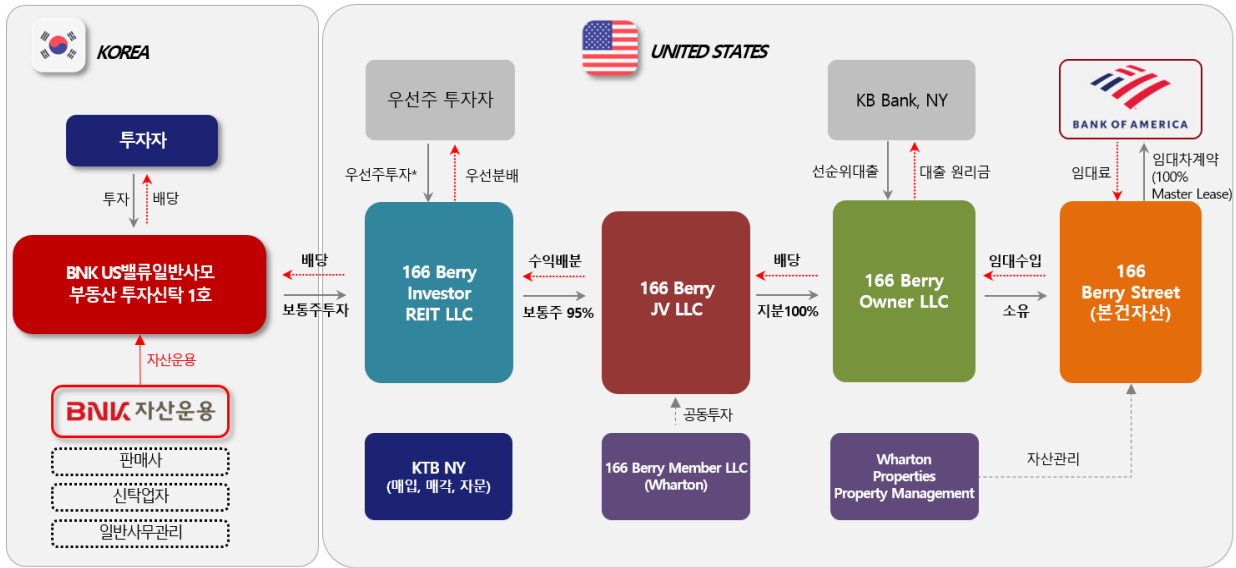 KOREA
UNITED STATES
투자자
투자
배당
BNK US밸류일반사모
부동산 투자신탁 1호
자산운용
BNK 자산운용
판매사
신탁업자
일반사무관리
배당
보통주투자
우선주 투자자
우선주투자*
우선분배
166 Berry
Investor
REIT LLC
KTB NY
(매입, 매각, 자문)
수익배분
보통주 95%
166 Berry
JV LLC
공동투자
166 Berry Member LLC
(Wharton)
배당
지분100%
KB Bank, NY
선순위대출
대출 원리금
166 Berry
Owner LLC
Wharton
Properties
Property Management
임대수입
소유
자산관리
BANK OF AMERICA
임대료
임대차계약
(100%
Master Lease)
166
Berry Street
(본건자산)